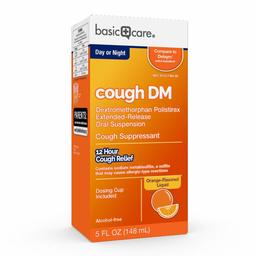 basic care®
Day or Night
Compare to
Delsym®
cough DM
Dextromethorphan Polistirex
Extended-Release
Oral Suspension
Cough Suppressant
12 Hour
Cough Relief
Contains sodium metabisulfite, a sulfite
that may cause allergic-type reactions
Dosing Cup
Included
Orange-Flavored
Liquid
Alcohol-free
5 FL OZ (148 mL)
PARENTS: